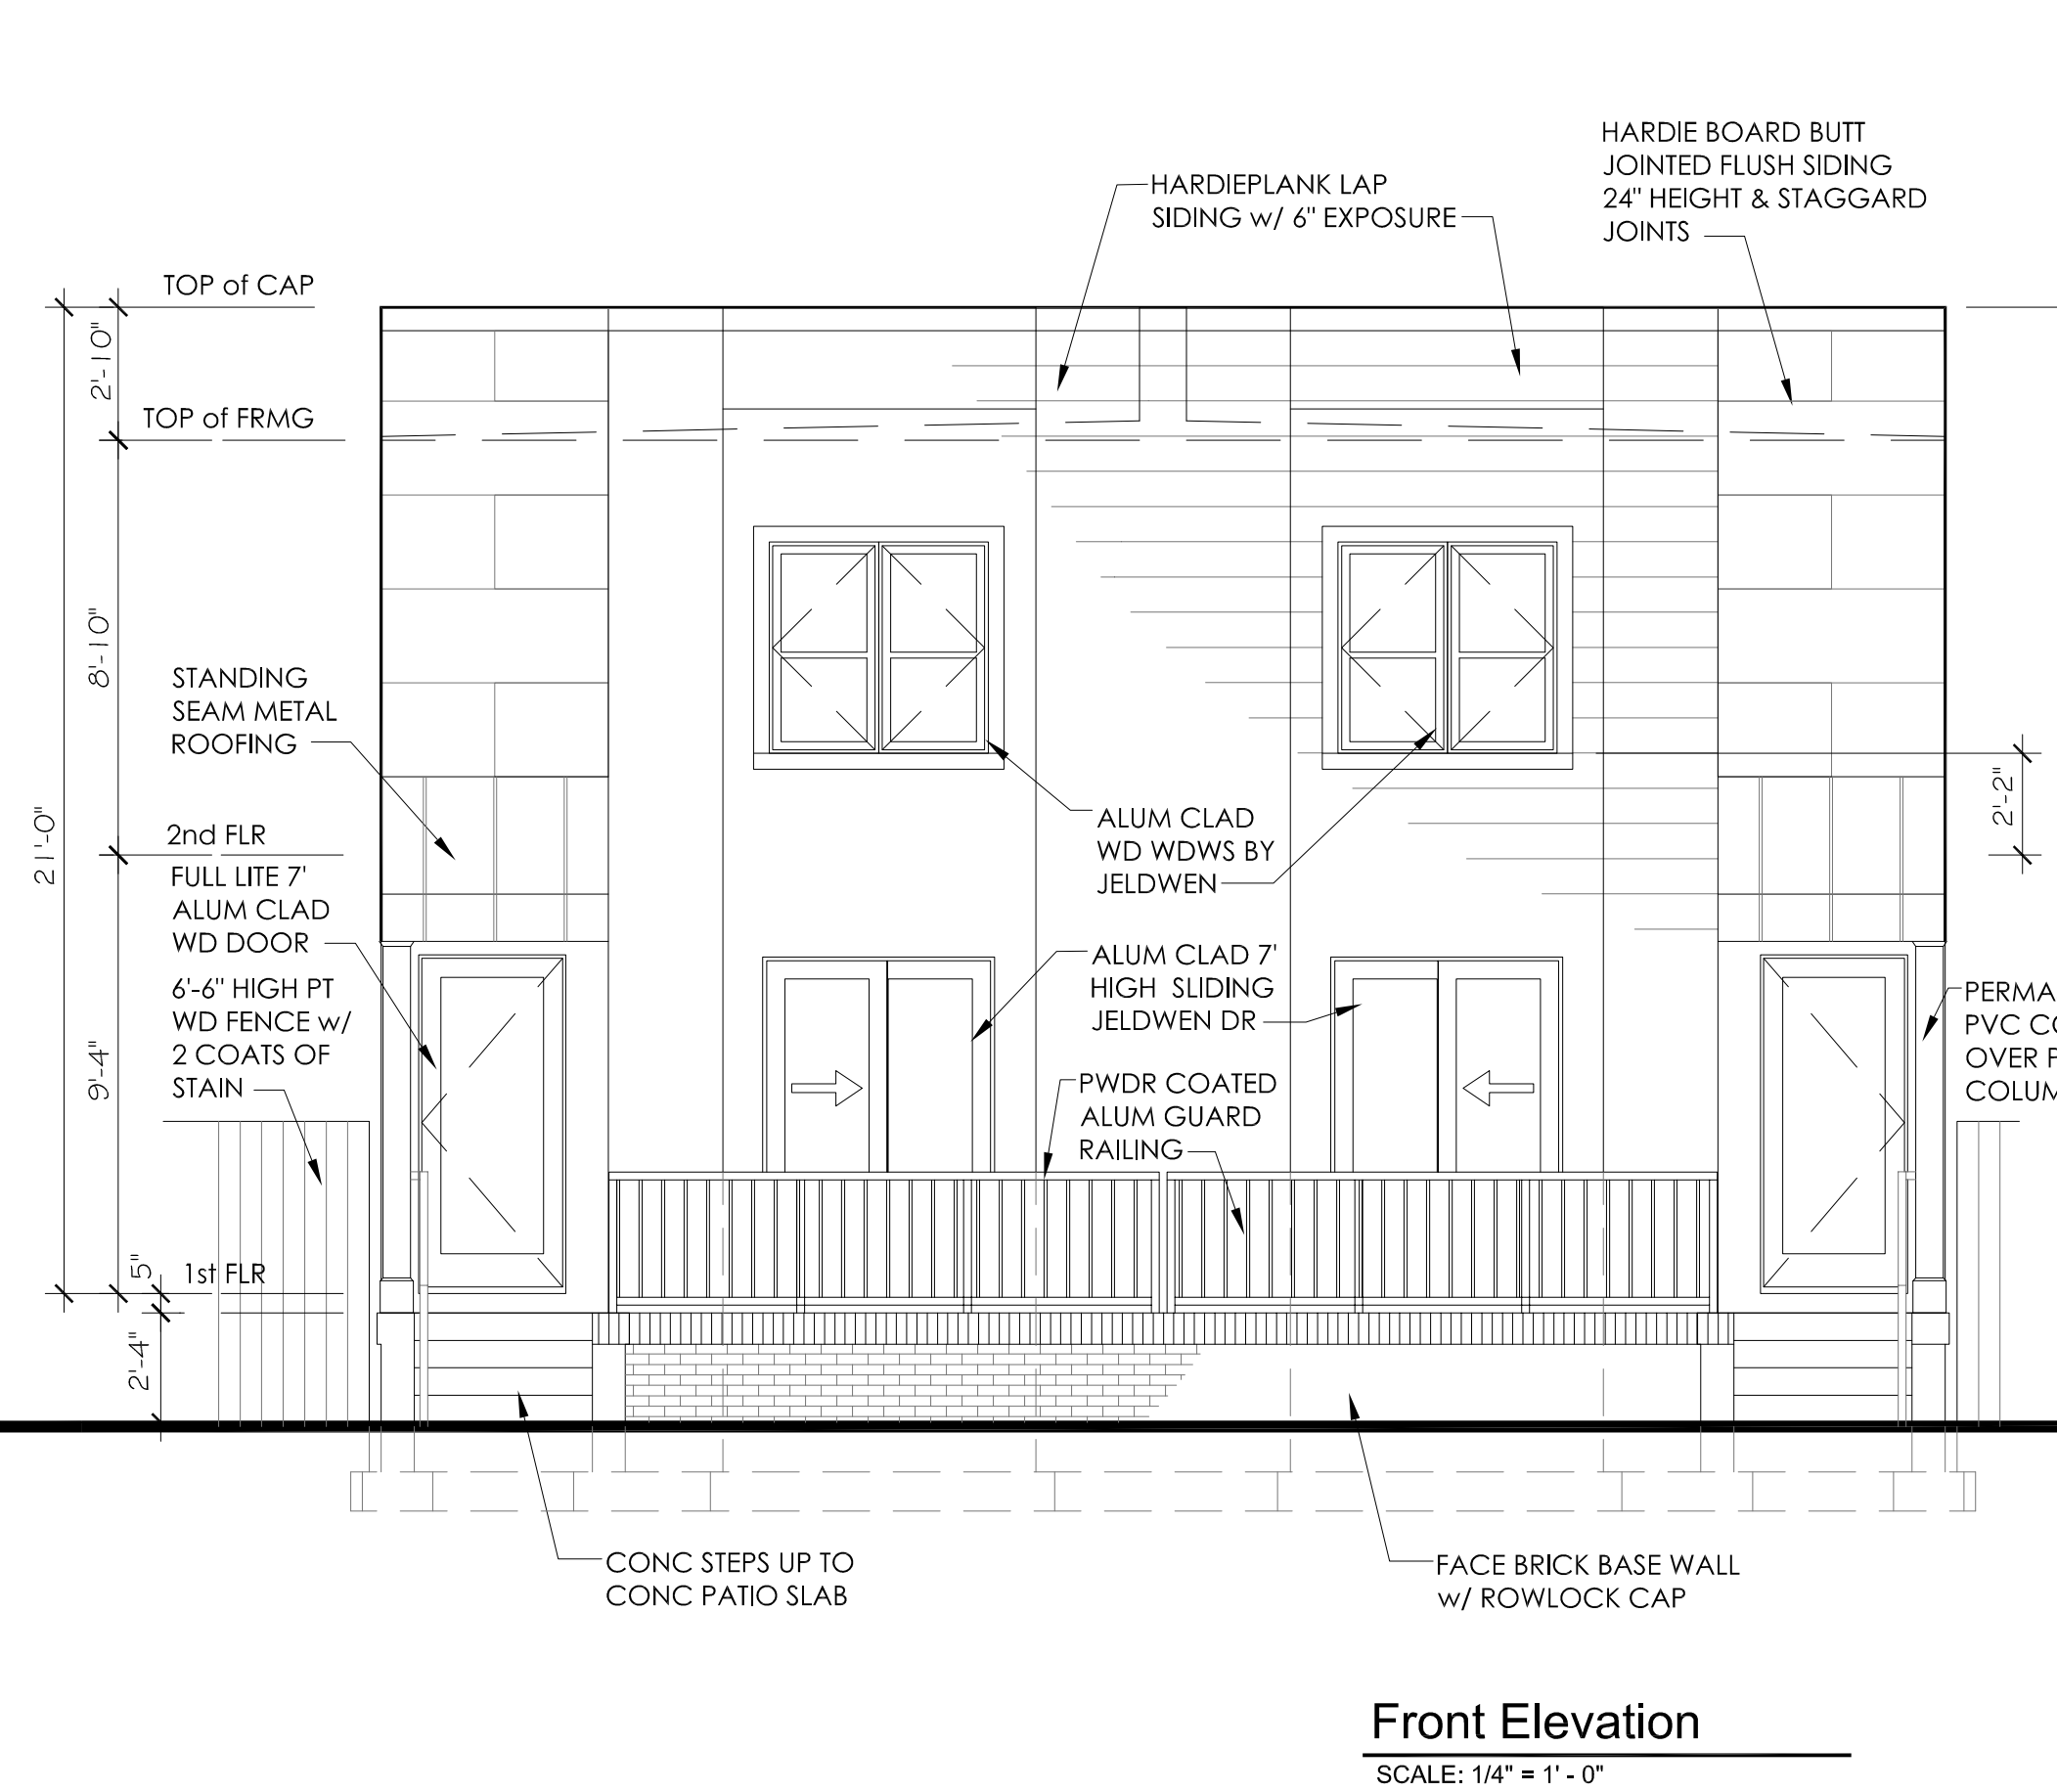 HARDIE BOARD BUTT
JOINTED FLUSH SIDING
24" HEIGHT & STAGGARD
JOINTS
HARDIEPLANK LAP
SIDING w/ 6" EXPOSURE
TOP of CAP
2'-10"
TOP of FRMG
8'-10"
STANDING
SEAM METAL
ROOFING
21'-0"
2nd FLR
2'-2"
FULL LITE 7'
ALUM CLAD
WD DOOR
ALUM CLAD
WD WDWS BY
JELDWEN
6'-6" HIGH PT
WD FENCE w/
2 COATS OF
STAIN
9'-4"
ALUM CLAD 7'
HIGH SLIDING
JELDWEN DR
PWDR COATED
ALUM GUARD
RAILING
PERMA
PVC CO
OVER P
COLUM
5"
1st FLR
2'-4"
CONC STEPS UP TO
CONC PATIO SLAB
FACE BRICK BASE WALL
w/ ROWLOCK CAP
Front Elevation
SCALE: 1/4" = 1' - 0"